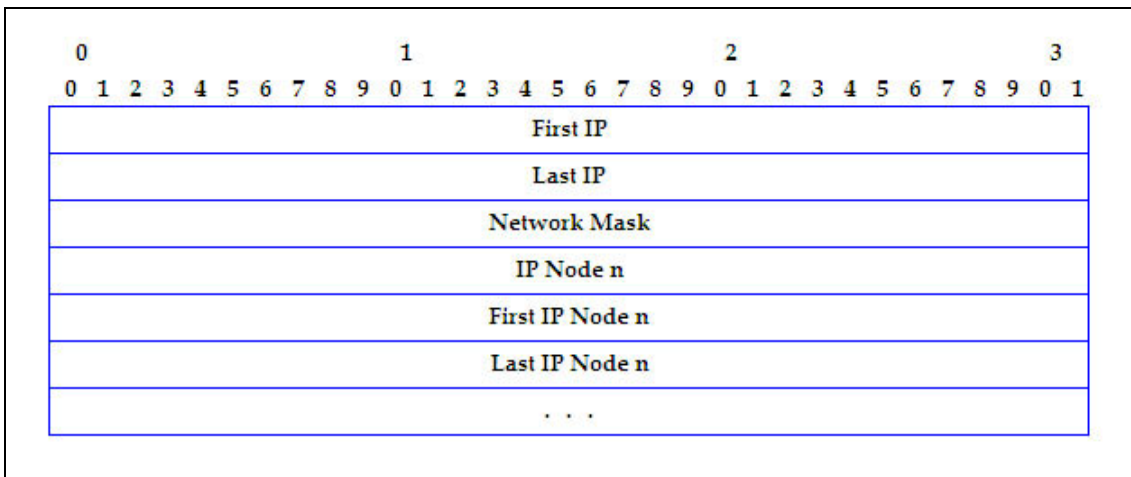 0 1 2 3
0 1 2 3 4 5 6 7 8 9 0 1 2 3 4 5 6 7 8 9 0 1 2 3 4 5 6 7 8 9 0 1
First IP
Last IP
Network Mask
IP Node n
First IP Node n
Last IP Node n
. . .